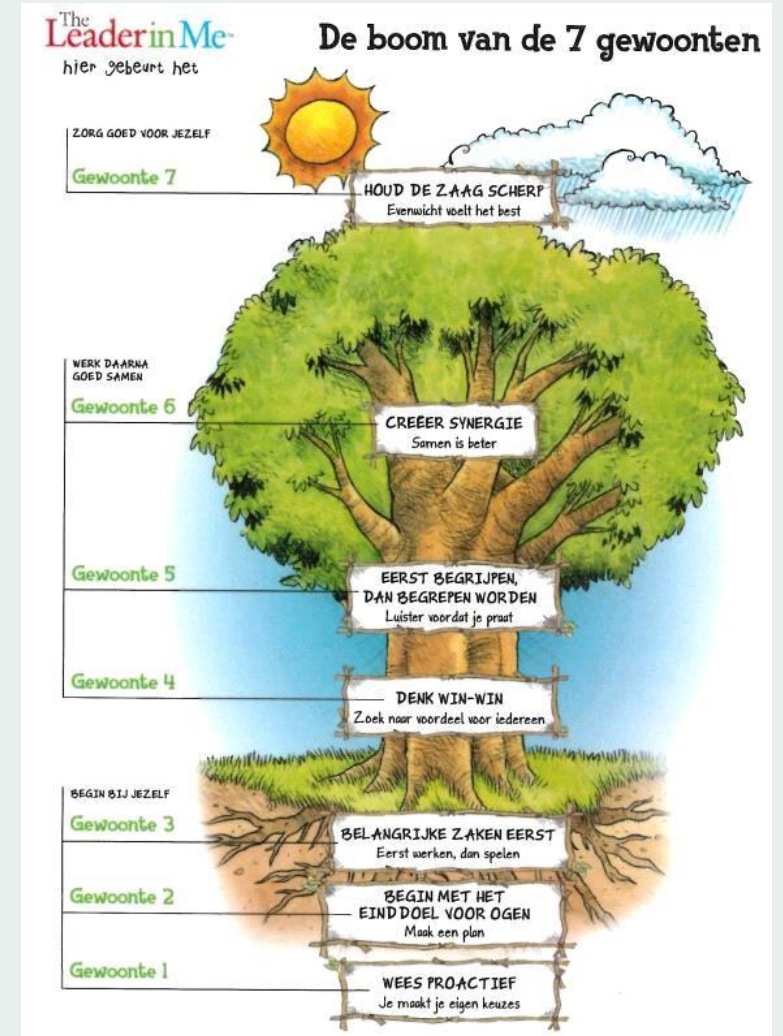 The
Leader in Me™
hier gebeurt het
De boom van de 7 gewoonten
ZORG GOED VOOR JEZELF
Gewoonte 7
HOUD DE ZAAG SCHERP
Evenwicht voelt het best
WERK DAARNA
GOED SAMEN
Gewoonte 6
CREËER SYNERGIE
Samen is beter
Gewoonte 5
EERST BEGRIJPEN,
DAN BEGREPEN WORDEN
Luister voordat je praat
Gewoonte 4
DENK WIN-WIN
Zoek naar voordeel voor iedereen
BEGIN BIJ JEZELF
Gewoonte 3
BELANGRIJKE ZAKEN EERST
Eerst werken, dan spelen
Gewoonte 2
BEGIN MET HET
EINDDOEL VOOR OGEN
Maak een plan
Gewoonte 1
WEES PROACTIEF
Je maakt je eigen keuzes